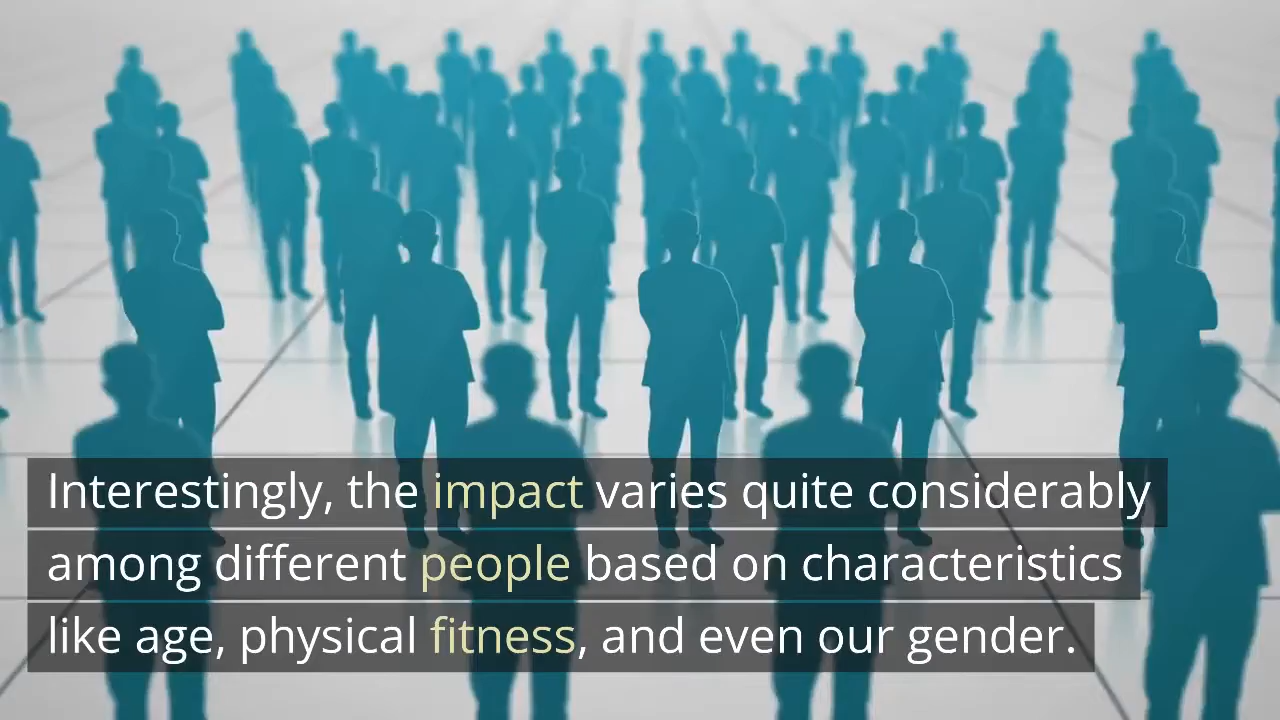 Interestingly, the impact varies quite considerably
among different people based on characteristics
like age, physical fitness, and even our gender.